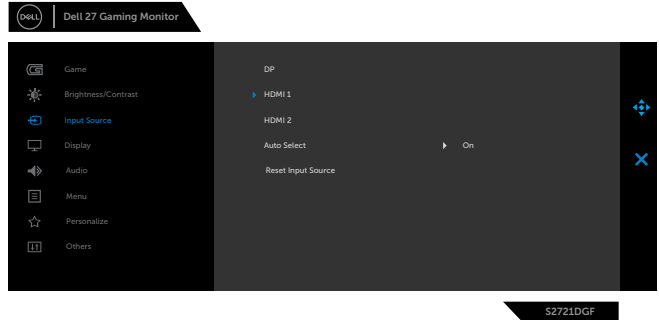 DELL Dell 27 Gaming Monitor
Game
DP
Brightness/Contrast
HDMI 1
Input Source
HDMI 2
Display
Auto Select
On
Audio
Reset Input Source
Menu
Personalize
Others
S2721DGF